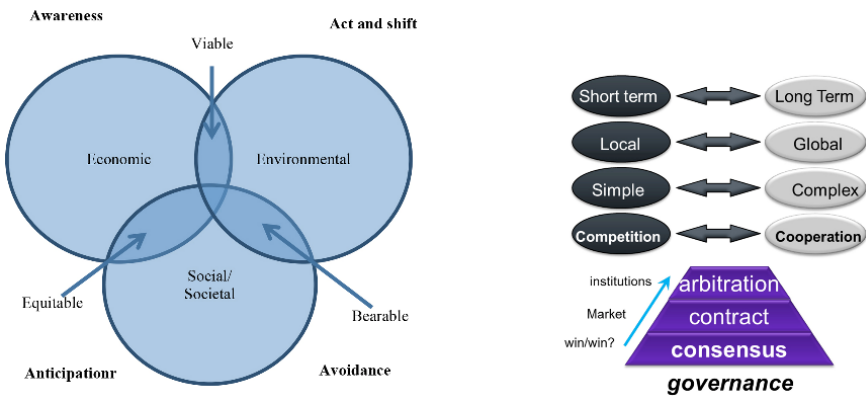 Awareness
Act and shift
Viable
Economic
Environmental
Social/
Societal
Equitable
Bearable
Anticipationr
Avoidance
Short term
Long Term
Local
Global
Simple
Complex
Competition
Cooperation
institutions
arbitration
Market
contract
win/win?
consensus
governance